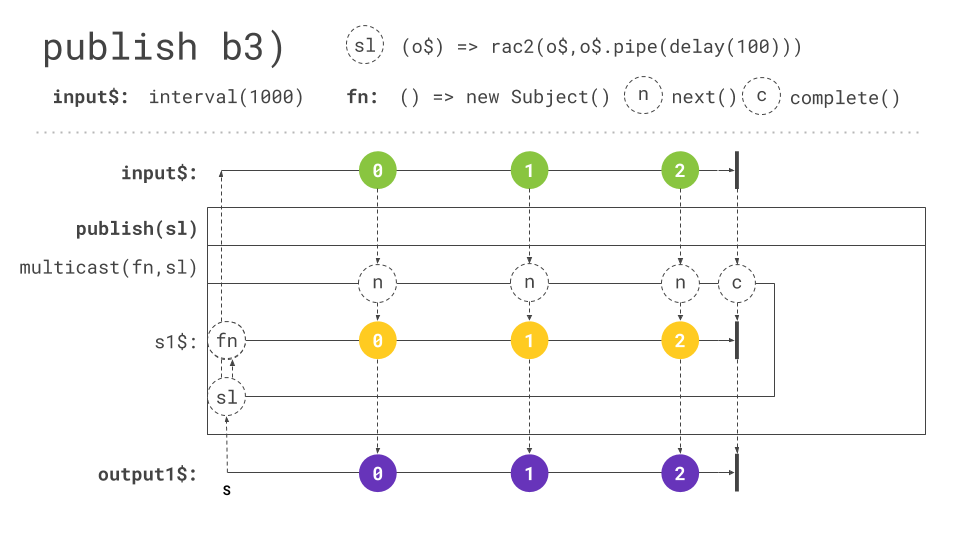 publish b3) sl (o$) => rac2(o$,o$.pipe(delay(100)))
input$: interval(1000) fn: () => new Subject() n next() c complete()
input$: 0 1 2
publish(sl)
multicast(fn,sl)
n n n c
s1$: fn 0 1 2
sl
output1$: 0 1 2
s